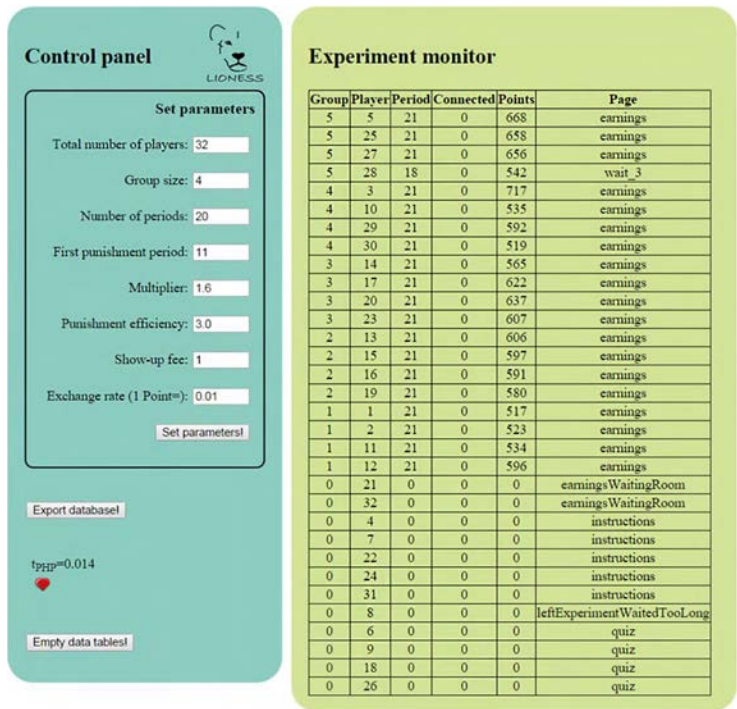 Control panel
LIONESS
Set parameters
Total number of players: 32
Group size: 4
Number of periods: 20
First punishment period: 11
Multiplier: 1.6
Punishment efficiency: 3.0
Show-up fee: 1
Exchange rate (1 Point=): 0.01
Set parameters!
Export database!
tPHP=0.014
Empty data tables!
Experiment monitor
Group Player Period Connected Points Page
5 5 21 0 668 earnings
5 25 21 0 658 earnings
5 27 21 0 656 earnings
5 28 18 0 542 wait_3
4 3 21 0 717 earnings
4 10 21 0 535 earnings
4 29 21 0 592 earnings
4 30 21 0 519 earnings
3 14 21 0 565 earnings
3 17 21 0 622 earnings
3 20 21 0 637 earnings
3 23 21 0 607 earnings
2 13 21 0 606 earnings
2 15 21 0 597 earnings
2 16 21 0 591 earnings
2 19 21 0 580 earnings
1 1 21 0 517 earnings
1 2 21 0 523 earnings
1 11 21 0 534 earnings
1 12 21 0 596 earnings
0 21 0 0 0 earningsWaitingRoom
0 32 0 0 0 earningsWaitingRoom
0 4 0 0 0 instructions
0 7 0 0 0 instructions
0 22 0 0 0 instructions
0 24 0 0 0 instructions
0 31 0 0 0 instructions
0 8 0 0 0 leftExperimentWaitedTooLong
0 6 0 0 0 quiz
0 9 0 0 0 quiz
0 18 0 0 0 quiz
0 26 0 0 0 quiz